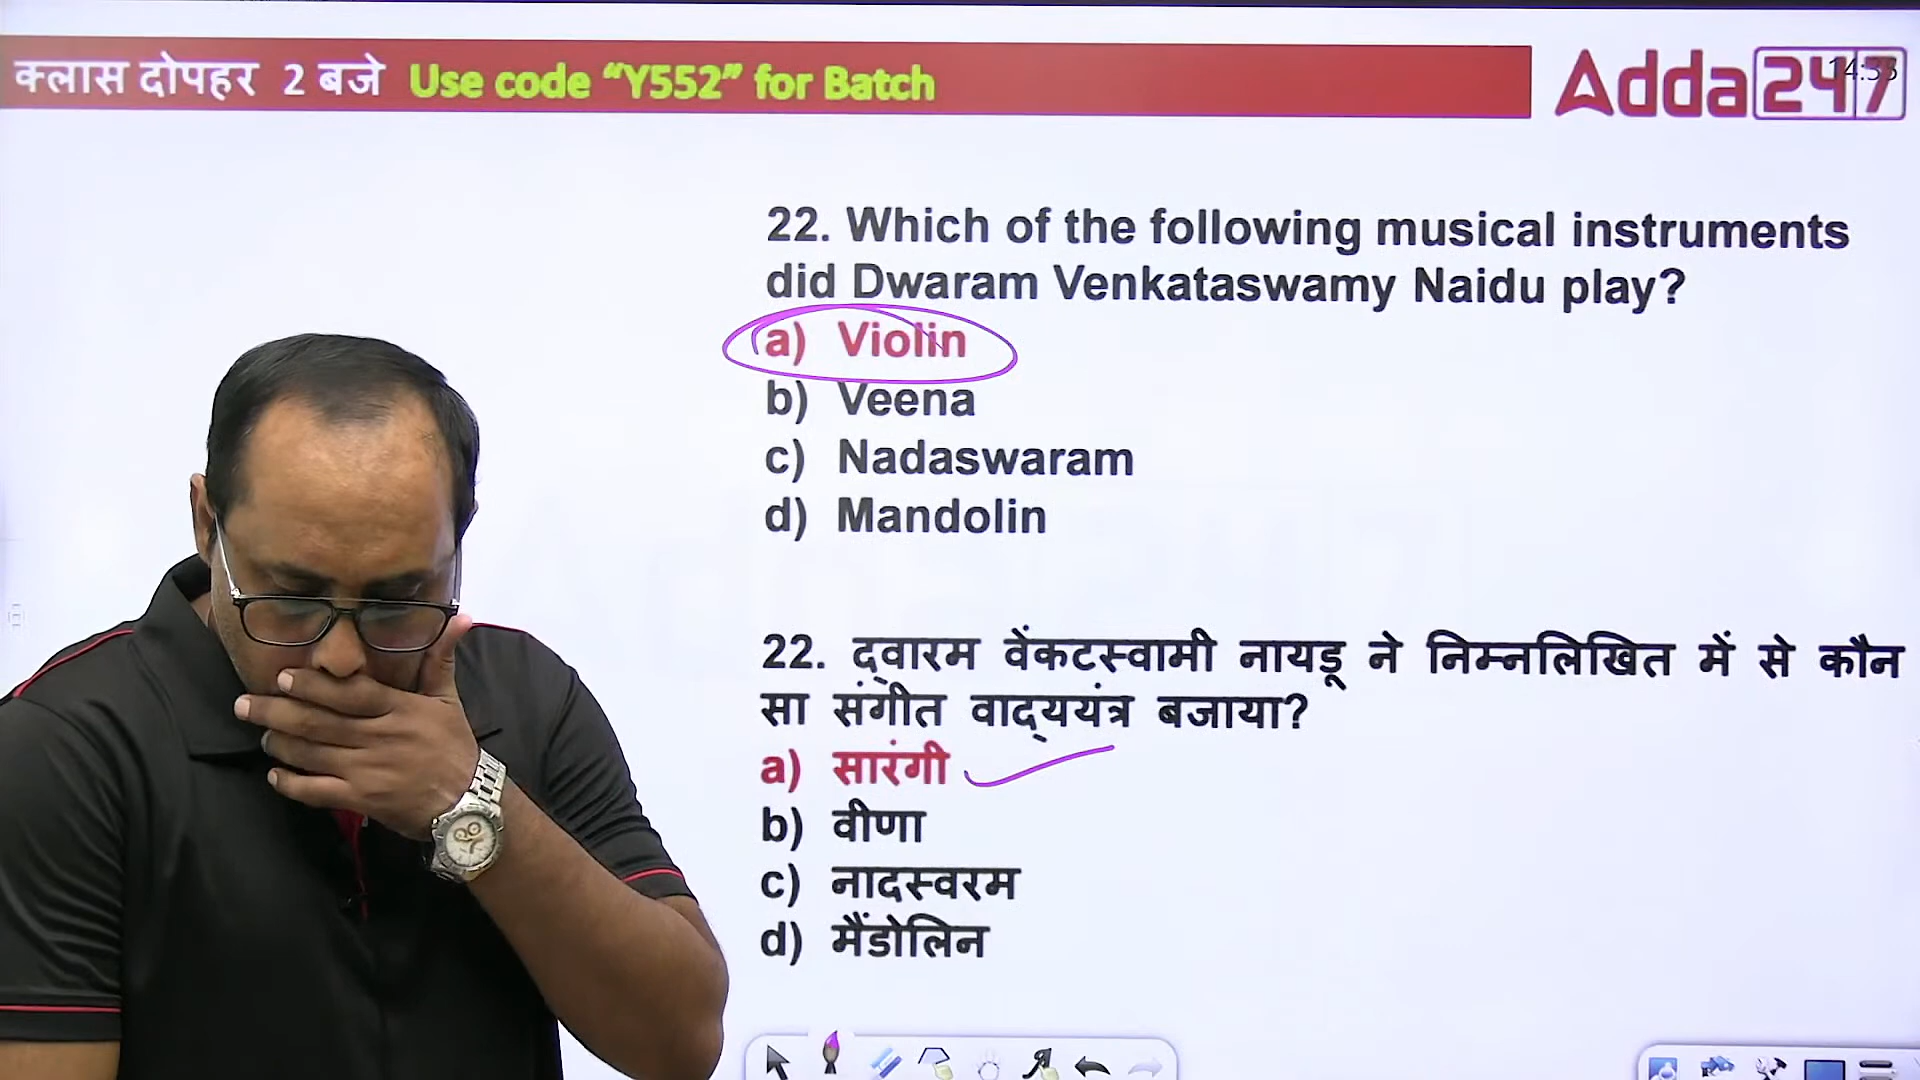 क्लास दोपहर 2 बजे Use code “Y552” for Batch
Adda247
22. Which of the following musical instruments
did Dwaram Venkataswamy Naidu play?
a) Violin
b) Veena
c) Nadaswaram
d) Mandolin
22. द्वारम वेंकटस्वामी नायडू ने निम्नलिखित में से कौन
सा संगीत वाद्ययंत्र बजाया?
a) सारंगी
b) वीणा
c) नादस्वरम
d) मैंडोलिन